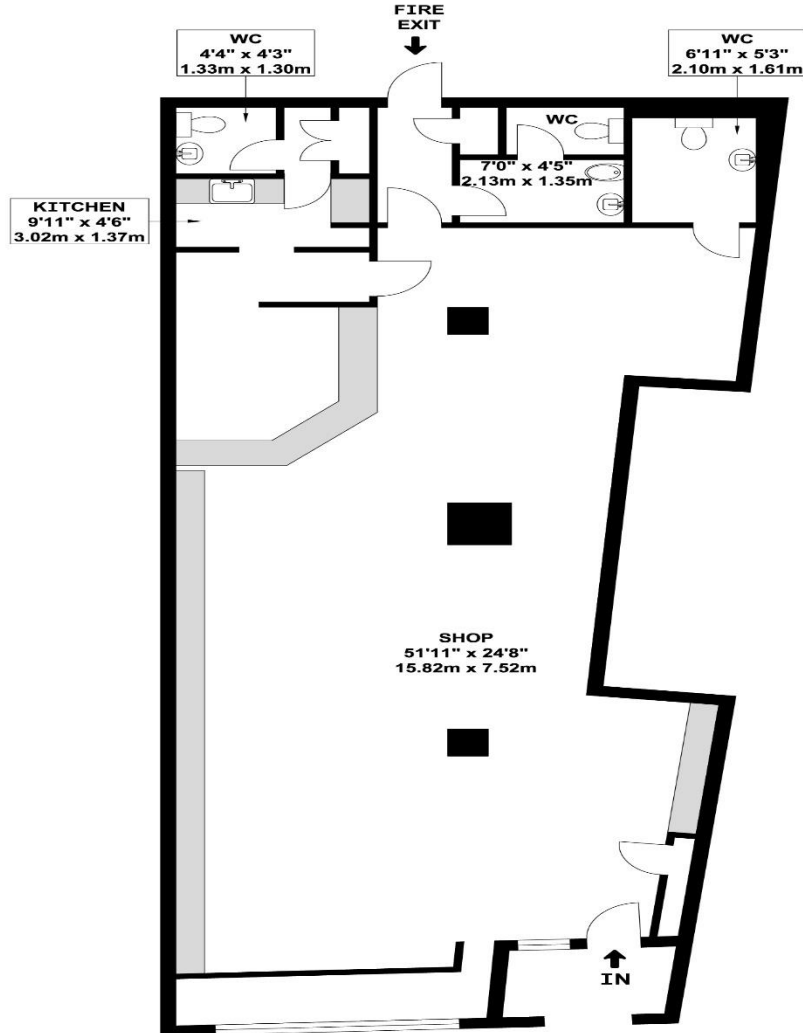 FIRE
EXIT
WC
4'4" x 4'3"
1.33m x 1.30m
WC
6'11" x 5'3"
2.10m x 1.61m
WC
7'0" x 4'5"
2.13m x 1.35m
KITCHEN
9'11" x 4'6"
3.02m x 1.37m
SHOP
51'11" x 24'8"
15.82m x 7.52m
IN